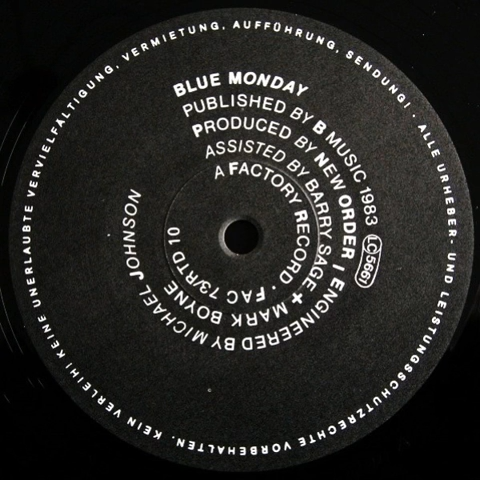 BLUE MONDAY
PUBLISHED BY B MUSIC 1983 LC 5661
PRODUCED BY NEW ORDER I ENGINEERED BY MICHAEL JOHNSON
ASSISTED BY BARRY SAGE + MARK BOYNE
A FACTORY RECORD · FAC 73/RTD 10
ALLE URHEBER- UND LEISTUNGSSCHUTZRECHTE VORBEHALTEN. KEIN VERLEIH! KEINE UNERLAUBTE VERVIELFÄLTIGUNG, VERMIETUNG, AUFFÜHRUNG, SENDUNG! ·